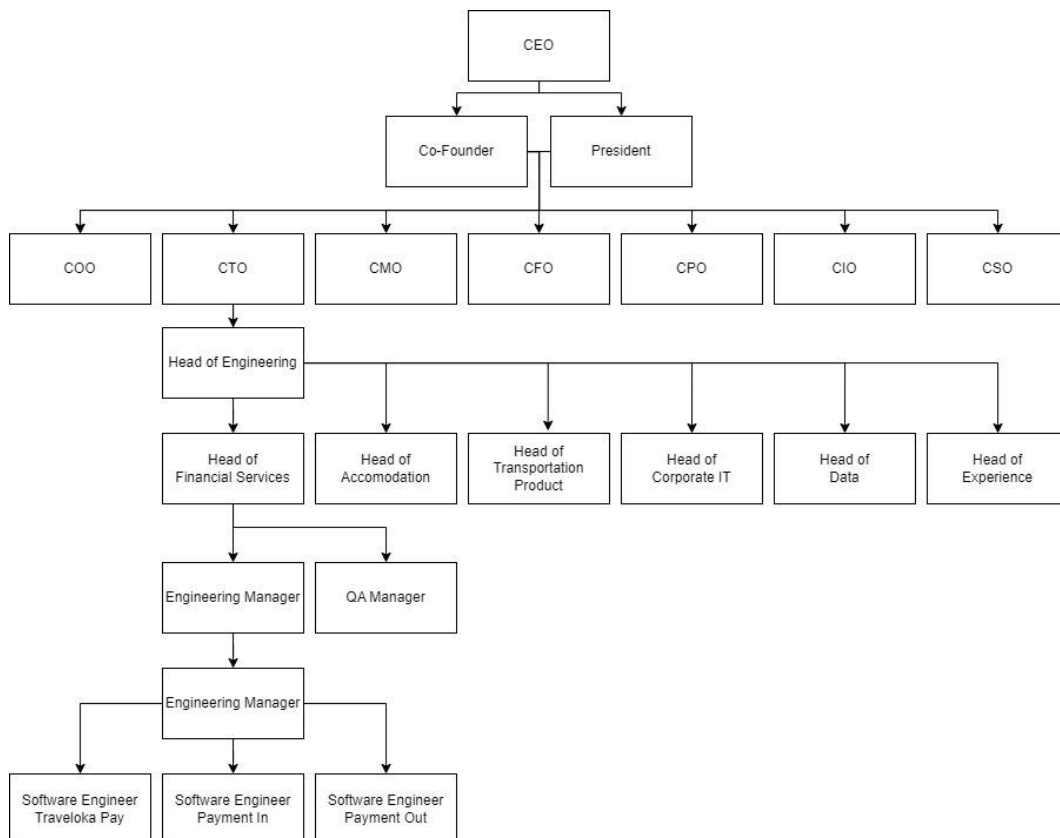 CEO
Co-Founder
President
COO
CTO
CMO
CFO
CPO
CIO
CSO
Head of Engineering
Head of
Financial Services
Head of
Accomodation
Head of
Transportation
Product
Head of
Corporate IT
Head of
Data
Head of
Experience
Engineering Manager
QA Manager
Engineering Manager
Software Engineer
Traveloka Pay
Software Engineer
Payment In
Software Engineer
Payment Out